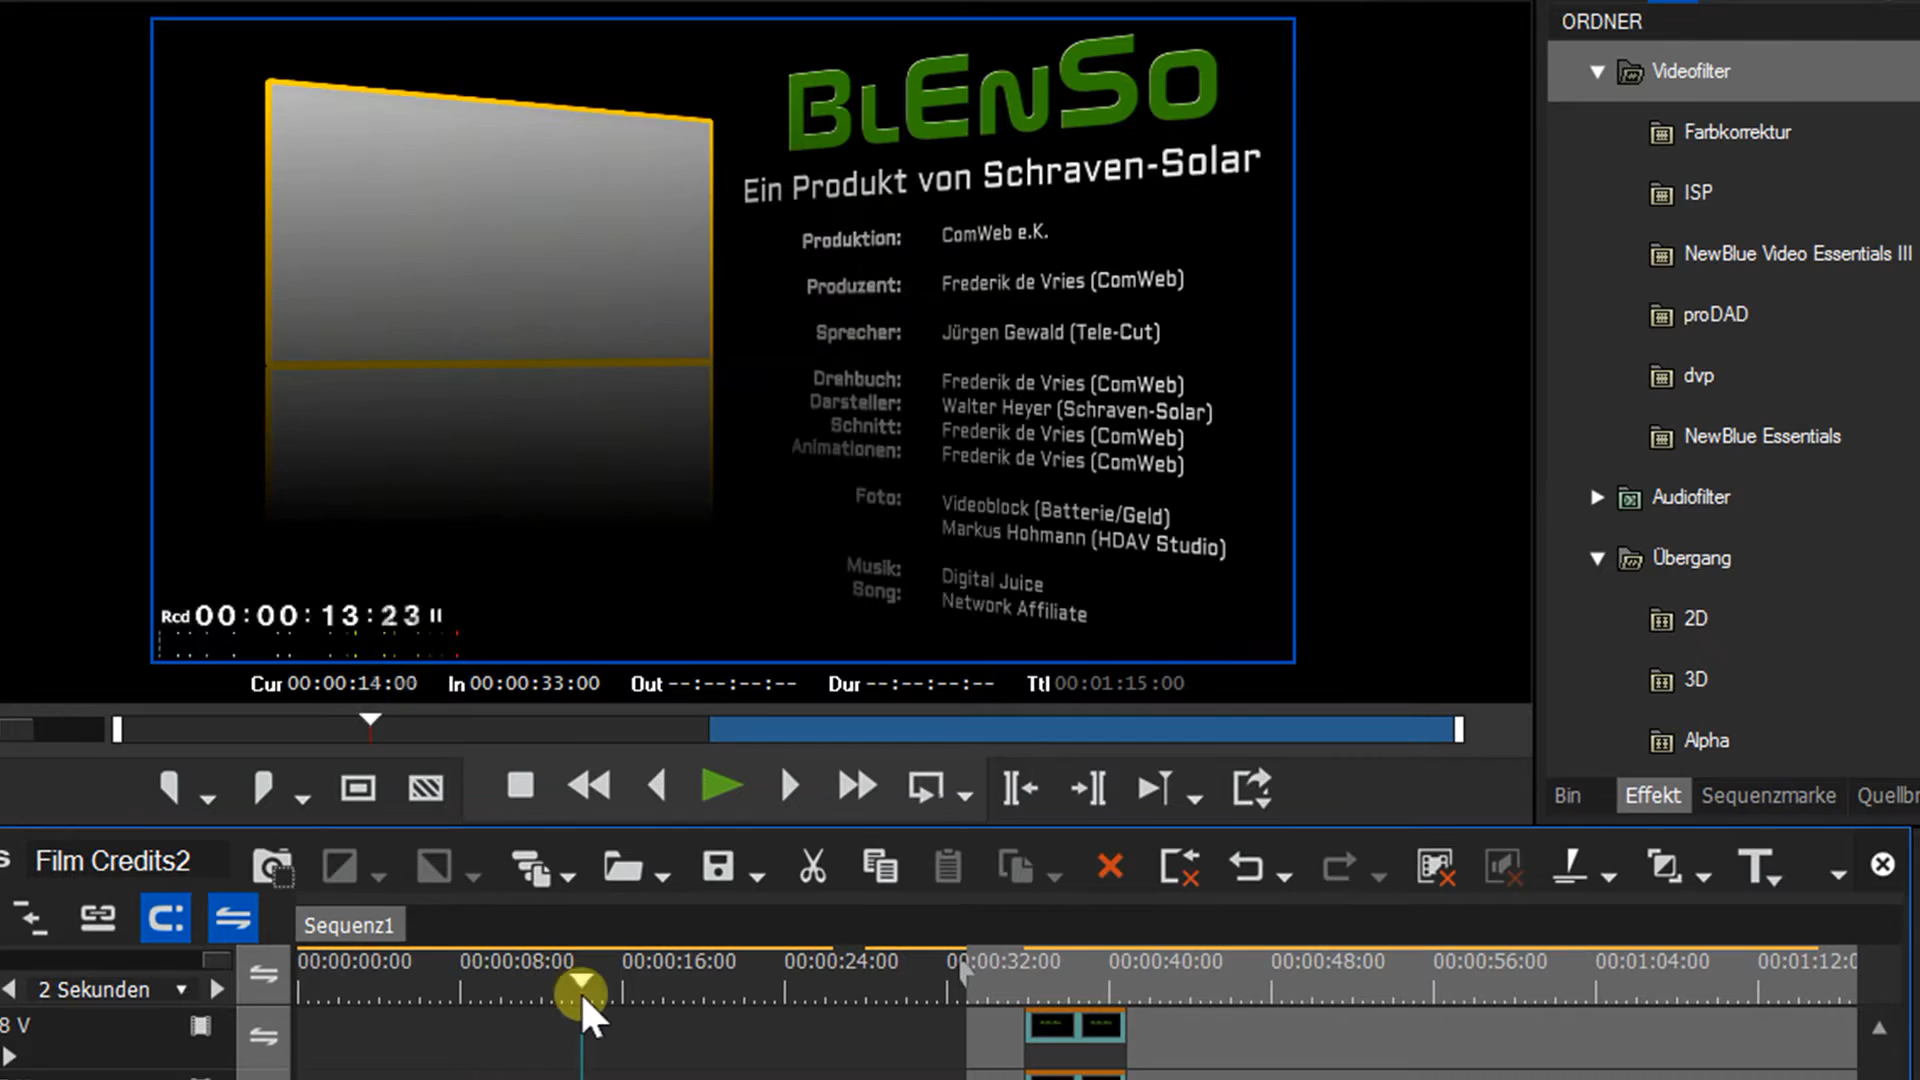 BLENSO
Ein Produkt von Schraven-Solar
Produktion: ComWeb e.K.
Produzent: Frederik de Vries (ComWeb)
Sprecher: Jürgen Gewald (Tele-Cut)
Drehbuch: Frederik de Vries (ComWeb)
Darsteller: Walter Heyer (Schraven-Solar)
Schnitt: Frederik de Vries (ComWeb)
Animationen: Frederik de Vries (ComWeb)
Foto: Videoblock (Batterie/Geld)
Markus Hohmann (HDAV Studio)
Musik: Digital Juice
Song: Network Affiliate
Rcd 00:00:13:23 II
Cur 00:00:14:00 In 00:00:33:00 Out --:--:--:-- Dur --:--:--:-- Ttl 00:01:15:00
ORDNER
Videofilter
Farbkorrektur
ISP
NewBlue Video Essentials III
proDAD
dvp
NewBlue Essentials
Audiofilter
Übergang
2D
3D
Alpha
Bin Effekt Sequenzmarke Quellbr
s Film Credits2
Sequenz1
00:00:00:00 00:00:08:00 00:00:16:00 00:00:24:00 00:00:32:00 00:00:40:00 00:00:48:00 00:00:56:00 00:01:04:00 00:01:12:0
2 Sekunden
8 V